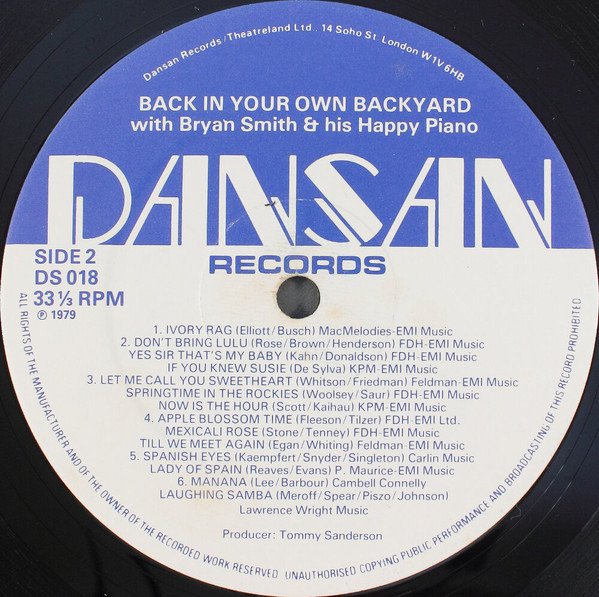 Dansan Records/Theatreland Ltd., 14 Soho St. London W1V 6HB
BACK IN YOUR OWN BACKYARD
with Bryan Smith & his Happy Piano
DANSAN
RECORDS
SIDE 2
DS 018
33⅓ RPM
Ⓟ 1979
1. IVORY RAG (Elliott/Busch) MacMelodies-EMI Music
2. DON'T BRING LULU (Rose/Brown/Henderson) FDH-EMI Music
YES SIR THAT'S MY BABY (Kahn/Donaldson) FDH-EMI Music
IF YOU KNEW SUSIE (De Sylva) KPM-EMI Music
3. LET ME CALL YOU SWEETHEART (Whitson/Friedman) Feldman-EMI Music
SPRINGTIME IN THE ROCKIES (Woolsey/Saur) FDH-EMI Music
NOW IS THE HOUR (Scott/Kaihau) KPM-EMI Music
4. APPLE BLOSSOM TIME (Fleeson/Tilzer) FDH-EMI Ltd.
MEXICALI ROSE (Stone/Tenney) FDH-EMI Music
TILL WE MEET AGAIN (Egan/Whiting) Feldman-EMI Music
5. SPANISH EYES (Kaempfert/Snyder/Singleton) Carlin Music
LADY OF SPAIN (Reaves/Evans) P. Maurice-EMI Music
6. MANANA (Lee/Barbour) Cambell Connelly
LAUGHING SAMBA (Meroff/Spear/Piszo/Johnson)
Lawrence Wright Music
Producer: Tommy Sanderson
ALL RIGHTS OF THE MANUFACTURER AND OF THE OWNER OF THE RECORDED WORK RESERVED. UNAUTHORISED COPYING PUBLIC PERFORMANCE AND BROADCASTING OF THIS RECORD PROHIBITED